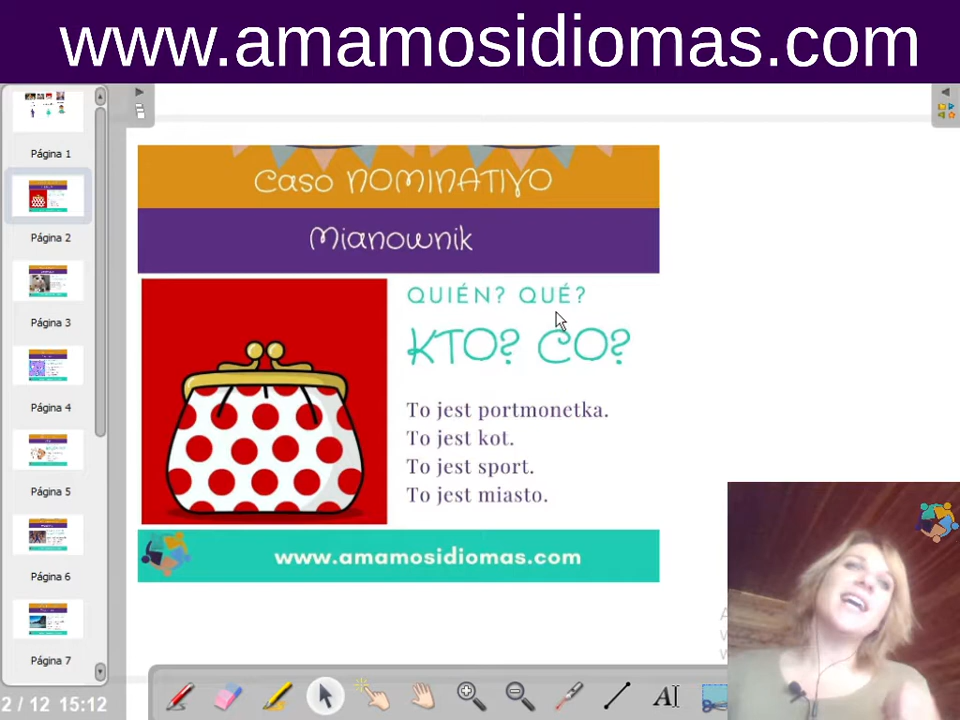 www.amamosidiomas.com
Página 1
Página 2
Página 3
Página 4
Página 5
Página 6
Página 7
2 / 12 15:12
Caso NOMINATIVO
Mianownik
QUIÉN? QUÉ?
KTO? CO?
To jest portmonetka.
To jest kot.
To jest sport.
To jest miasto.
www.amamosidiomas.com
AI